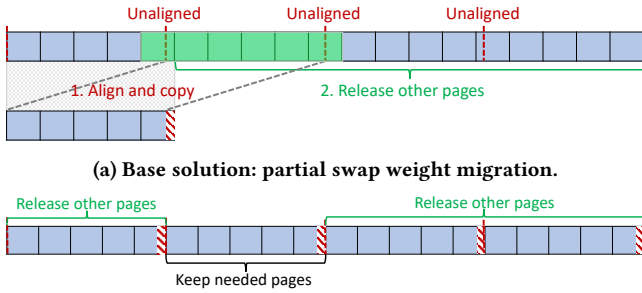 Unaligned Unaligned Unaligned
1. Align and copy 2. Release other pages
(a) Base solution: partial swap weight migration.
Release other pages Release other pages
Keep needed pages